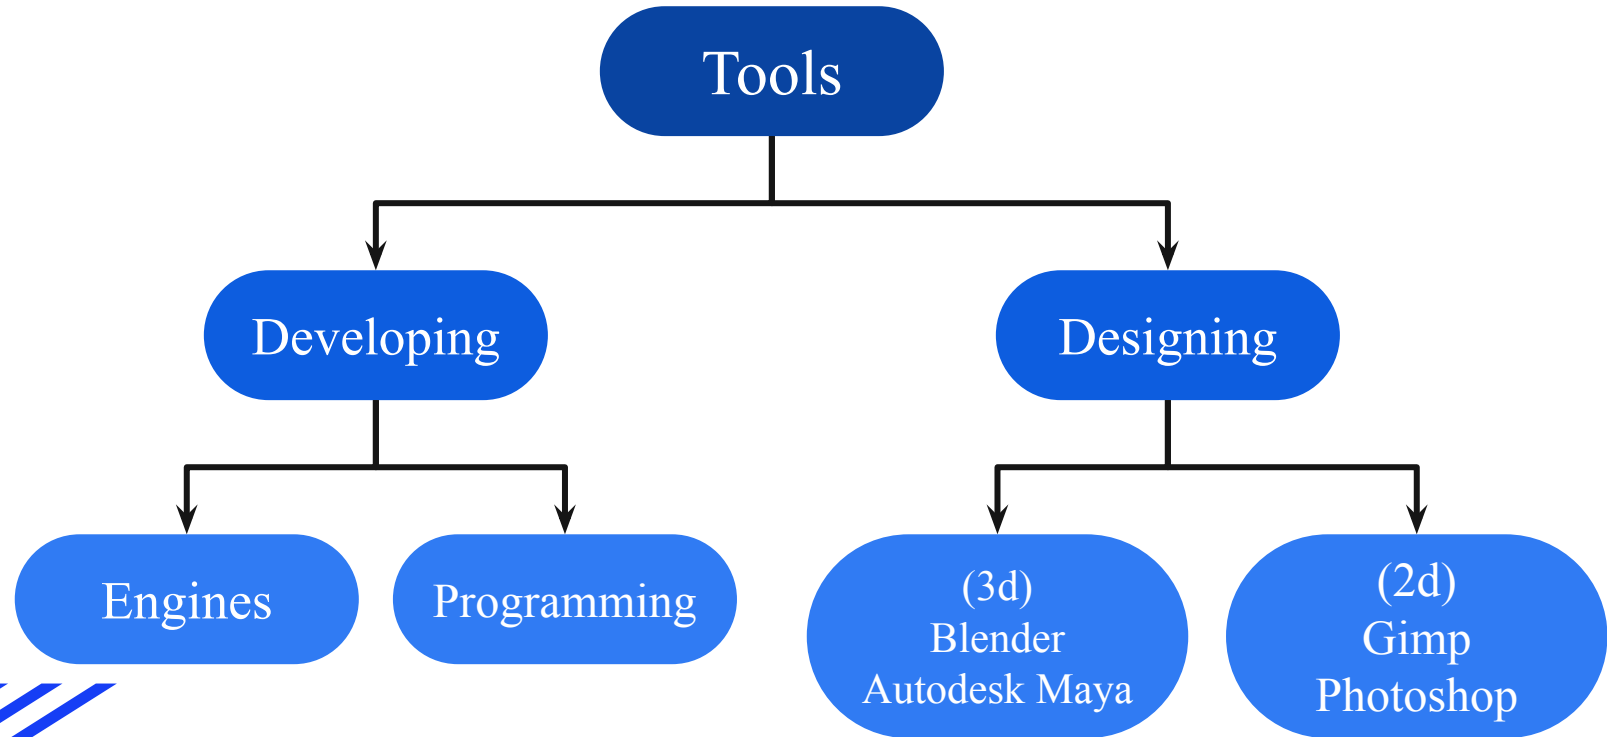 Tools
Developing
Designing
Engines
Programming
(3d)
Blender
Autodesk Maya
(2d)
Gimp
Photoshop